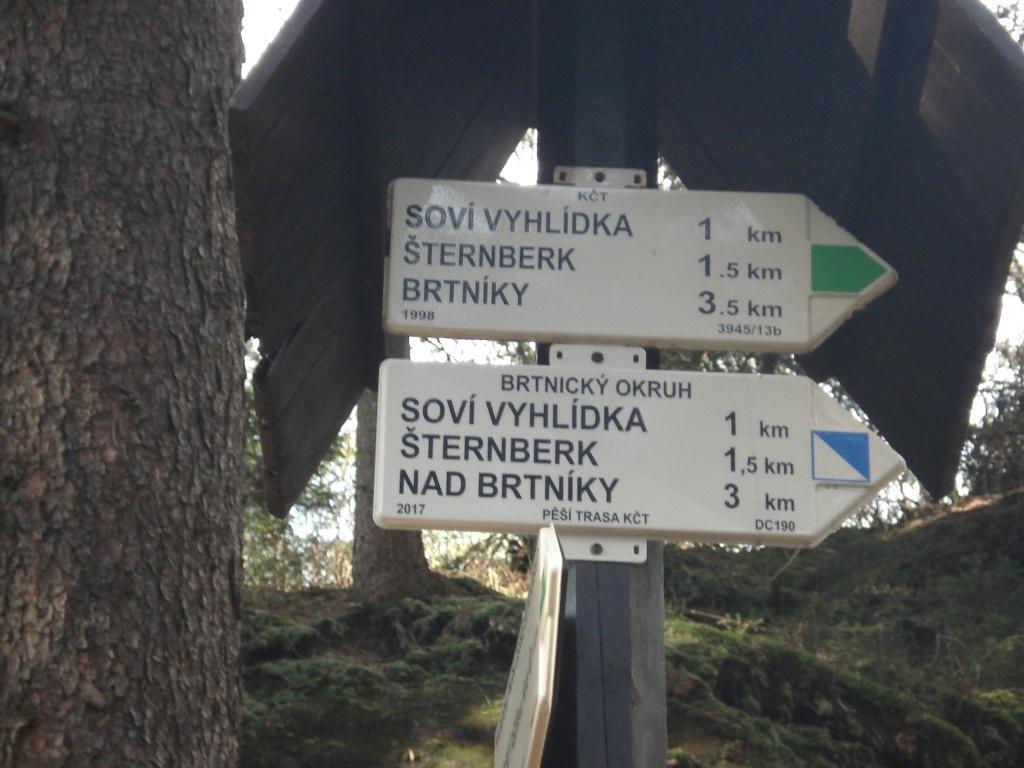 KČT
SOVÍ VYHLÍDKA 1 km
ŠTERNBERK 1.5 km
BRTNÍKY 3.5 km
1998 3945/13b
BRTNICKÝ OKRUH
SOVÍ VYHLÍDKA 1 km
ŠTERNBERK 1,5 km
NAD BRTNÍKY 3 km
2017 PĚŠÍ TRASA KČT DC190